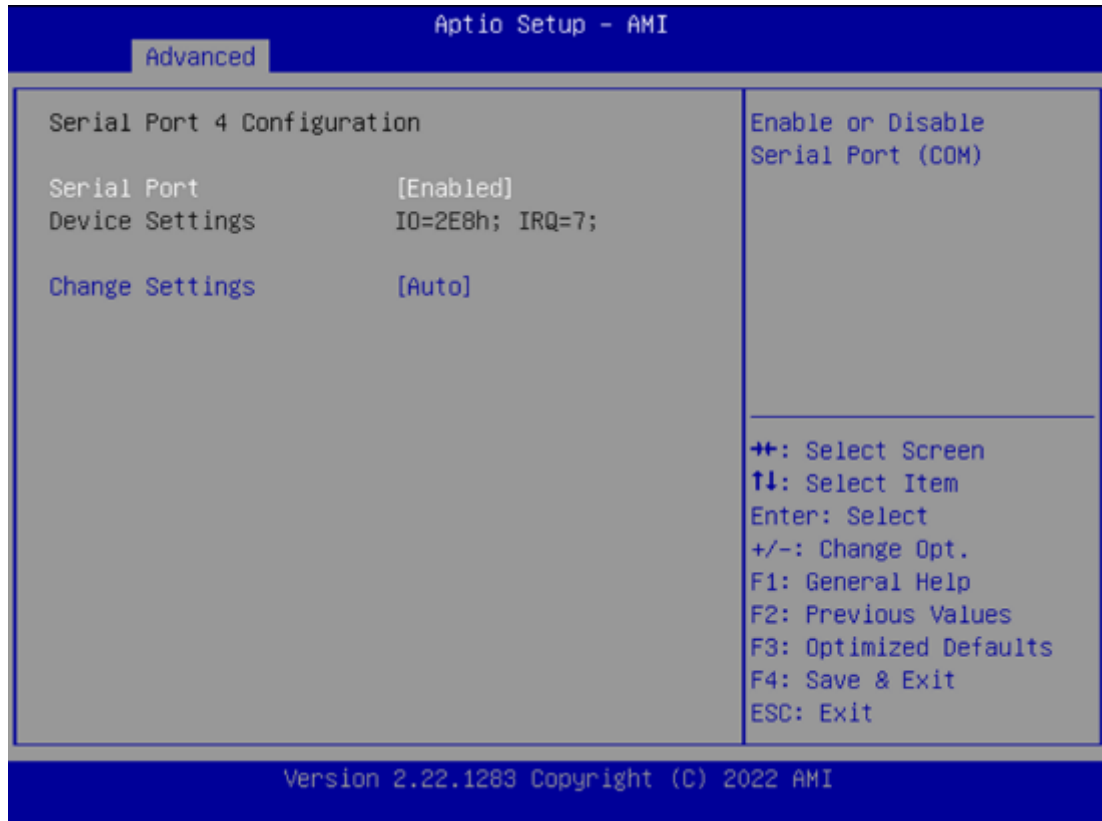 Aptio Setup – AMI
Advanced
Serial Port 4 Configuration
Serial Port [Enabled]
Device Settings IO=2E8h; IRQ=7;
Change Settings [Auto]
Enable or Disable
Serial Port (COM)
→←: Select Screen
↑↓: Select Item
Enter: Select
+/-: Change Opt.
F1: General Help
F2: Previous Values
F3: Optimized Defaults
F4: Save & Exit
ESC: Exit
Version 2.22.1283 Copyright (C) 2022 AMI